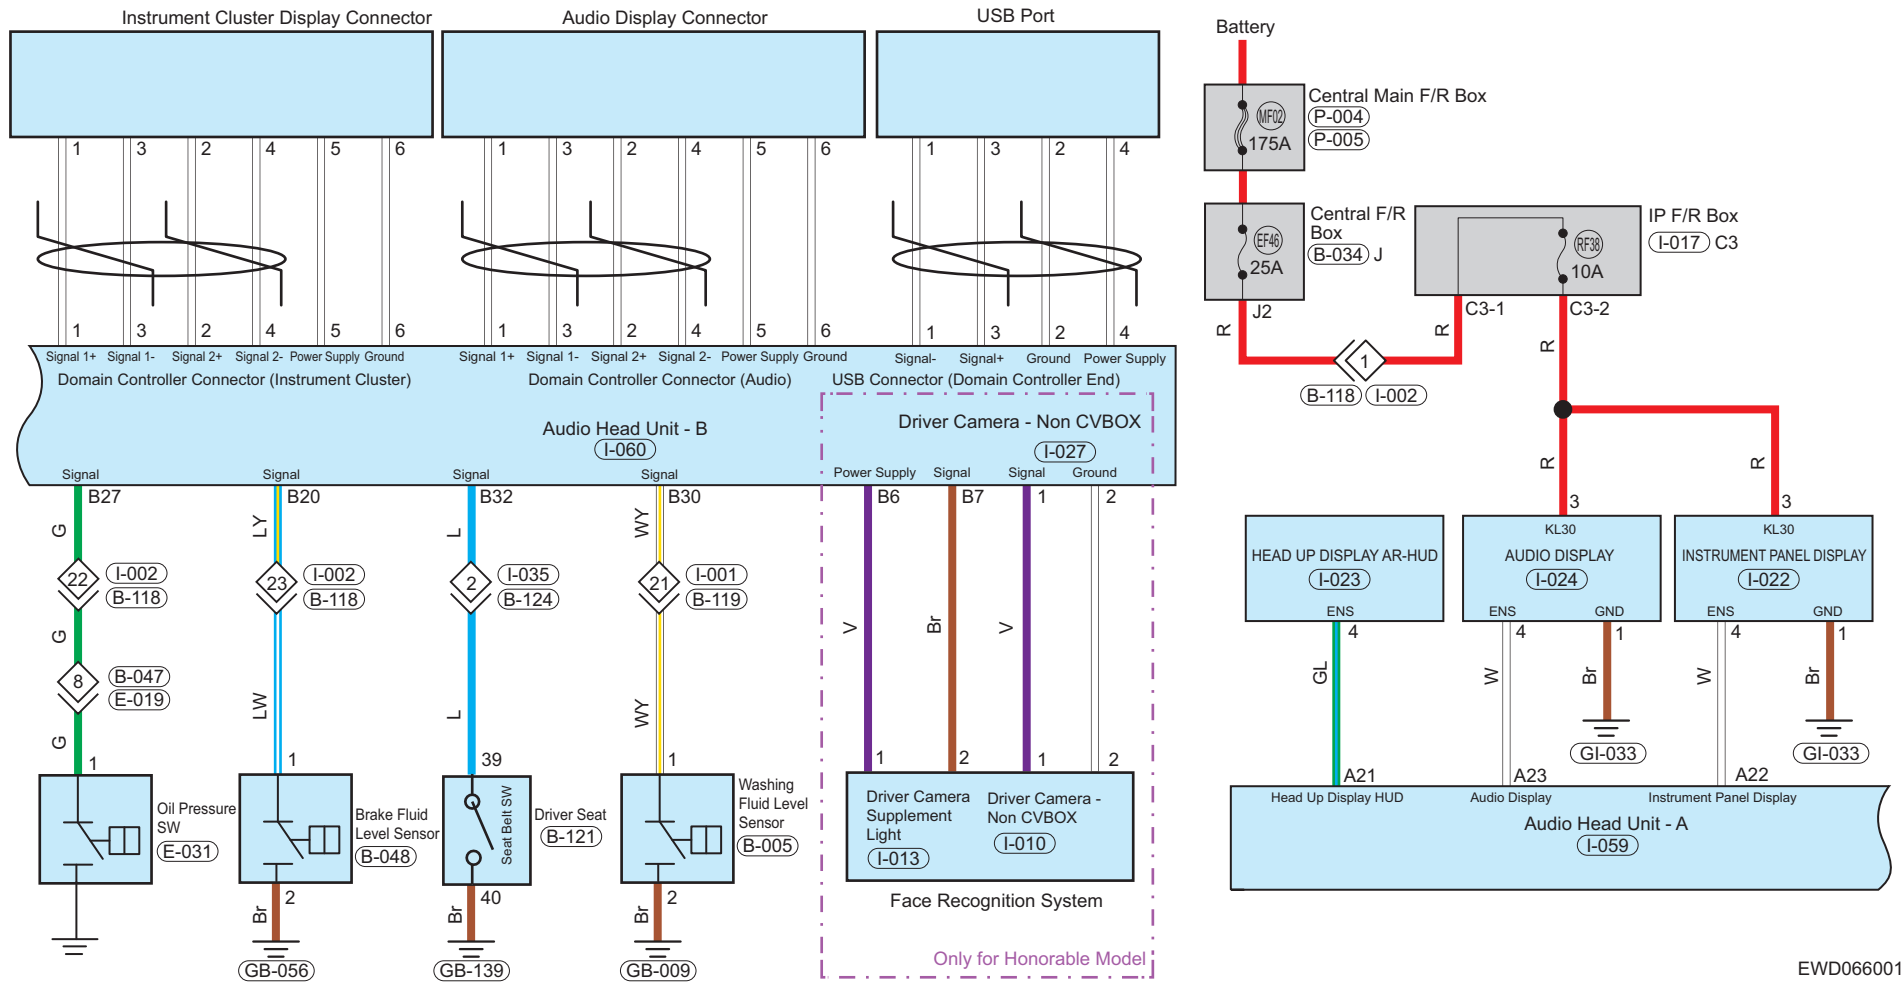 Instrument Cluster Display Connector
Audio Display Connector
USB Port
1 3 2 4 5 6
1 3 2 4 5 6
1 3 2 4
1 3 2 4 5 6
1 3 2 4 5 6
1 3 2 4
Signal 1+ Signal 1- Signal 2+ Signal 2- Power Supply Ground
Signal 1+ Signal 1- Signal 2+ Signal 2- Power Supply Ground
Signal- Signal+ Ground Power Supply
Domain Controller Connector (Instrument Cluster)
Domain Controller Connector (Audio)
USB Connector (Domain Controller End)
Audio Head Unit - B
I-060
Driver Camera - Non CVBOX
I-027
Signal
Signal
Signal
Signal
Power Supply Signal Signal Ground
B27
B20
B32
B30
B6 B7 1 2
G
LY
L
WY
22
I-002
B-118
23
I-002
B-118
2
I-035
B-124
21
I-001
B-119
G
V
Br
V
8
B-047
E-019
LW
L
WY
G
1
1
39
1
1 2 1 2
Oil Pressure
SW
E-031
Brake Fluid
Level Sensor
B-048
Seat Belt SW
Driver Seat
B-121
Washing
Fluid Level
Sensor
B-005
Driver Camera
Supplement
Light
I-013
Driver Camera -
Non CVBOX
I-010
Face Recognition System
2
40
2
Br
Br
Br
GB-056
GB-139
GB-009
Only for Honorable Model
Battery
MF02
175A
Central Main F/R Box
P-004
P-005
EF46
25A
Central F/R
Box
B-034 J
RF38
10A
IP F/R Box
I-017 C3
J2
C3-1
C3-2
R
R
R
1
B-118 I-002
R
R
3
3
HEAD UP DISPLAY AR-HUD
I-023
ENS
KL30
AUDIO DISPLAY
I-024
ENS GND
KL30
INSTRUMENT PANEL DISPLAY
I-022
ENS GND
4
4 1
4 1
GL
W
Br
W
Br
GI-033
GI-033
A21
A23
A22
Head Up Display HUD
Audio Display
Instrument Panel Display
Audio Head Unit - A
I-059
EWD066001